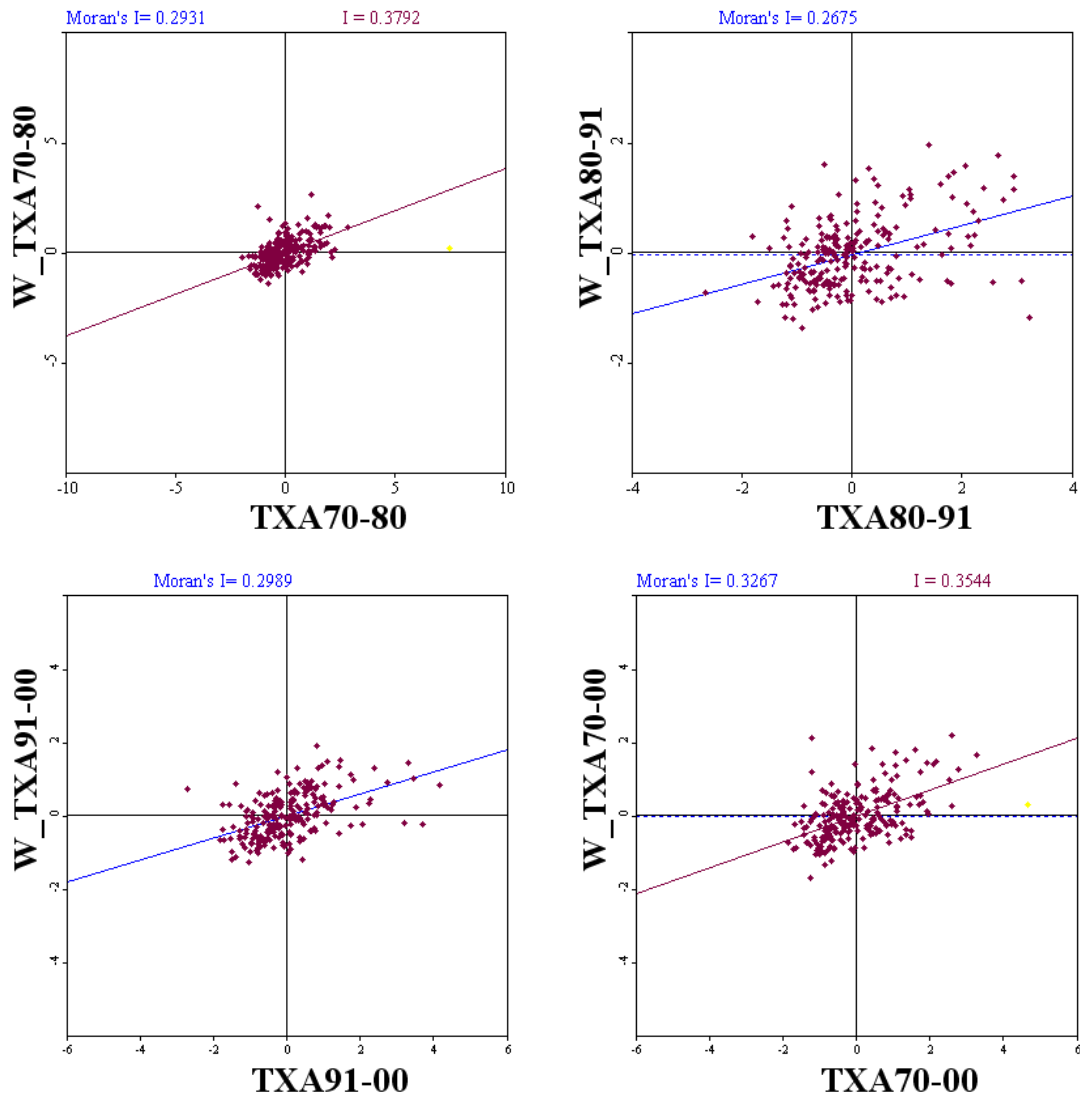 Moran's I= 0.2931 I = 0.3792
W_TXA70-80
5
0
-5
-10 -5 0 5 10
TXA70-80
Moran's I= 0.2675
W_TXA80-91
2
0
-2
-4 -2 0 2 4
TXA80-91
Moran's I= 0.2989
W_TXA91-00
4
2
0
-2
-4
-6 -4 -2 0 2 4 6
TXA91-00
Moran's I= 0.3267 I = 0.3544
W_TXA70-00
4
2
0
-2
-4
-6 -4 -2 0 2 4 6
TXA70-00